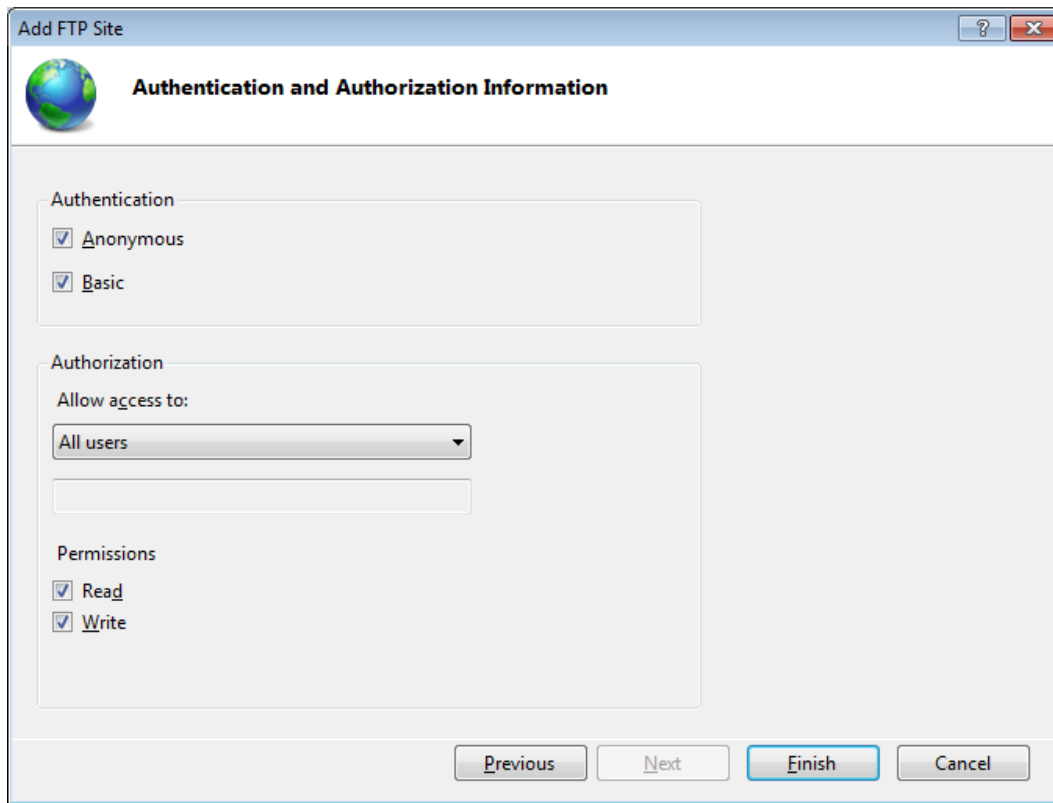 Add FTP Site
Authentication and Authorization Information
Authentication
Anonymous
Basic
Authorization
Allow access to:
All users
Permissions
Read
Write
Previous Next Finish Cancel